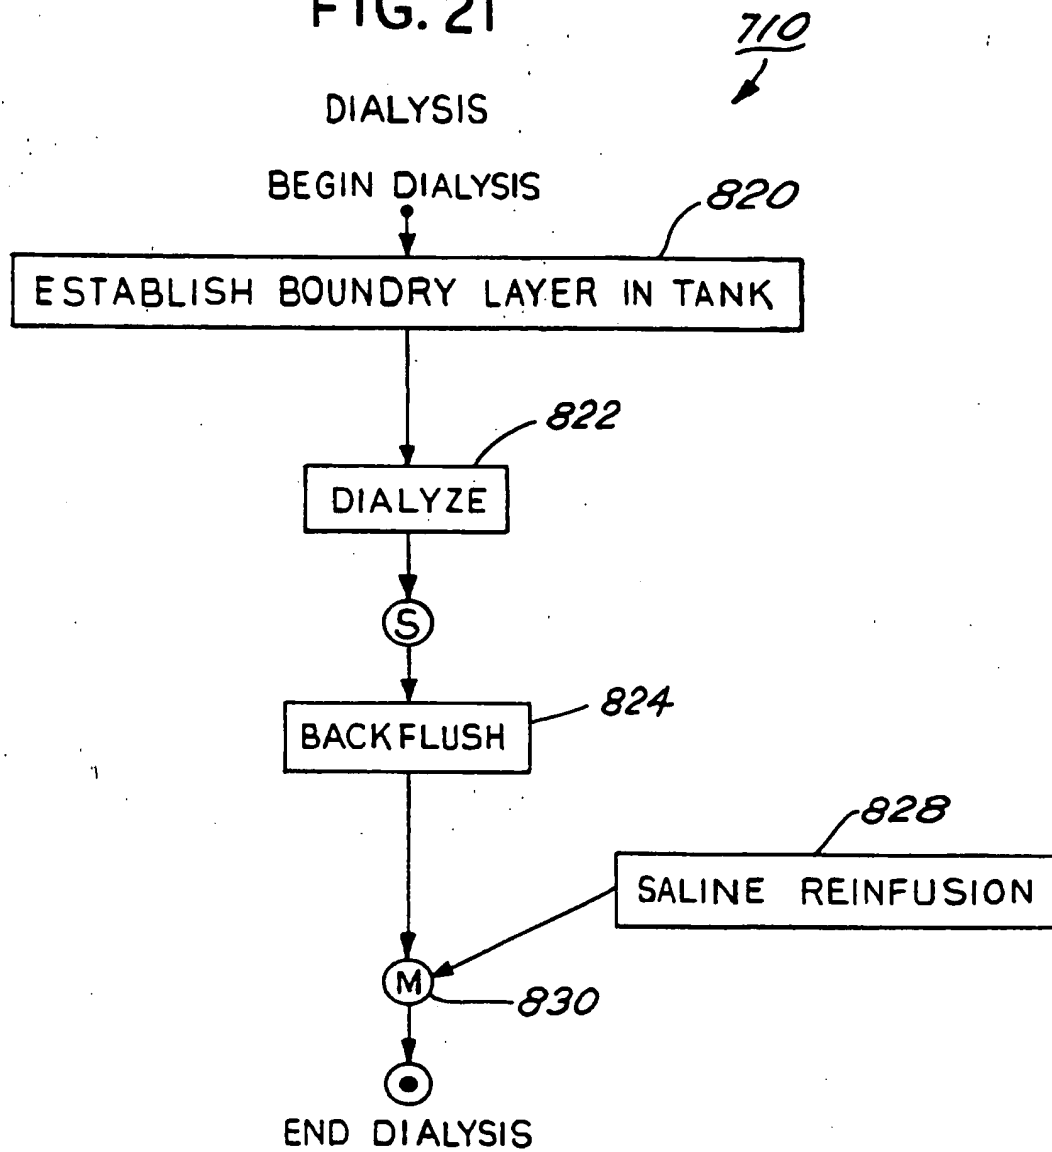 FIG. 21
710
DIALYSIS
BEGIN DIALYSIS
820
ESTABLISH BOUNDRY LAYER IN TANK
822
DIALYZE
S
824
BACKFLUSH
828
SALINE REINFUSION
M
830
END DIALYSIS